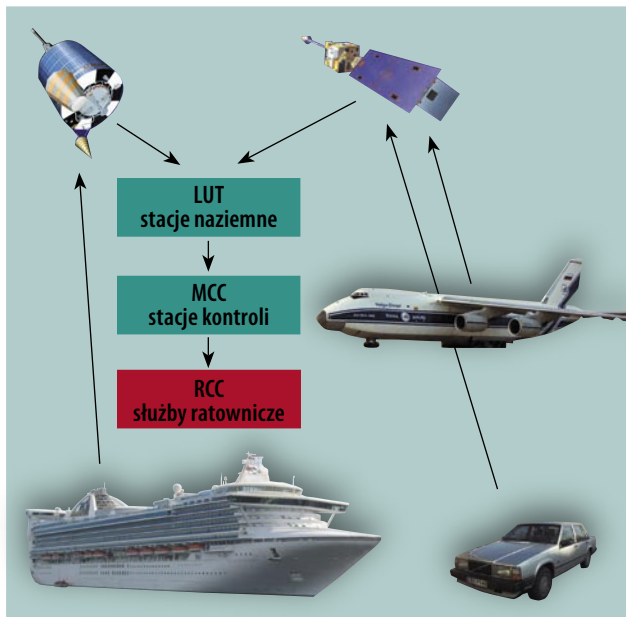 LUT
stacje naziemne
MCC
stacje kontroli
RCC
służby ratownicze